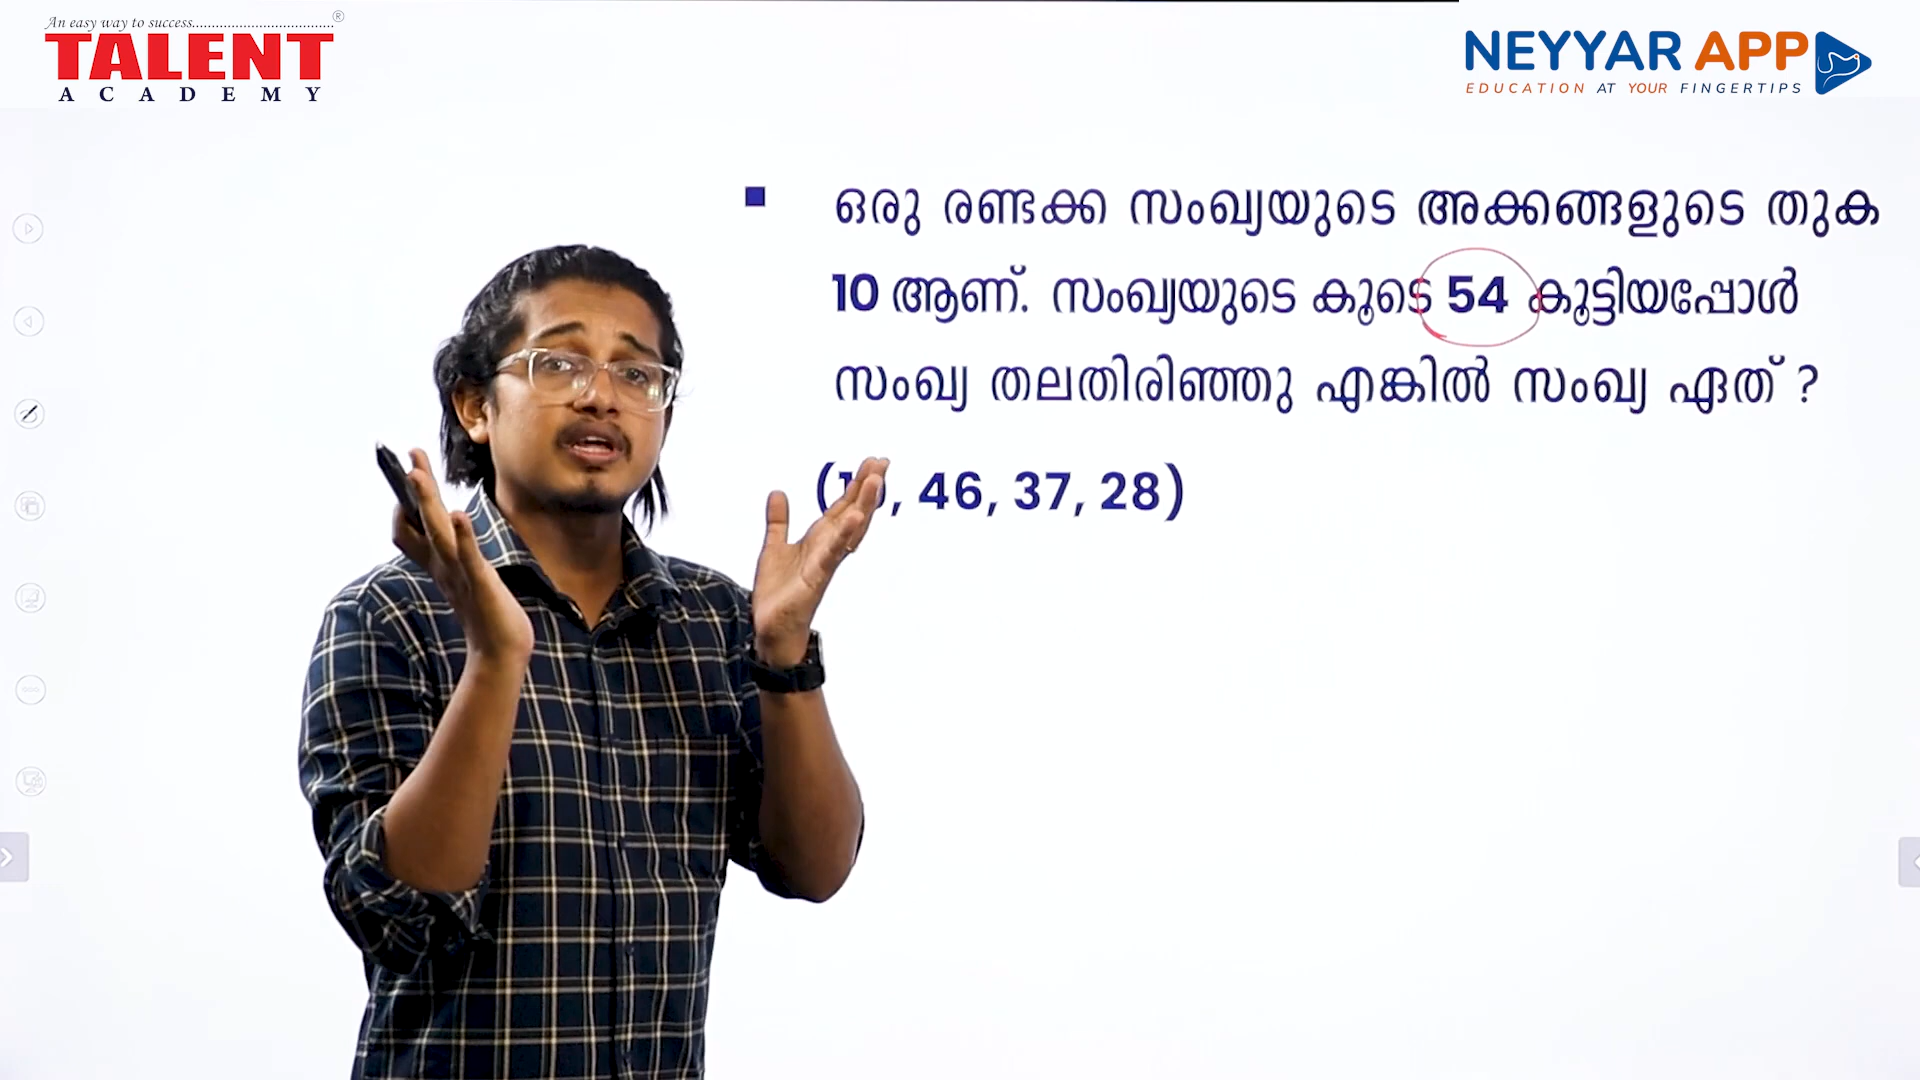 An easy way to success.....................................®
TALENT
ACADEMY
NEYYAR APP
EDUCATION AT YOUR FINGERTIPS
ഒരു രണ്ടക്ക സംഖ്യയുടെ അക്കങ്ങളുടെ തുക
10 ആണ്. സംഖ്യയുടെ കൂടെ 54 കൂട്ടിയപ്പോൾ
സംഖ്യ തലതിരിഞ്ഞു എങ്കിൽ സംഖ്യ ഏത് ?
46, 37, 28)